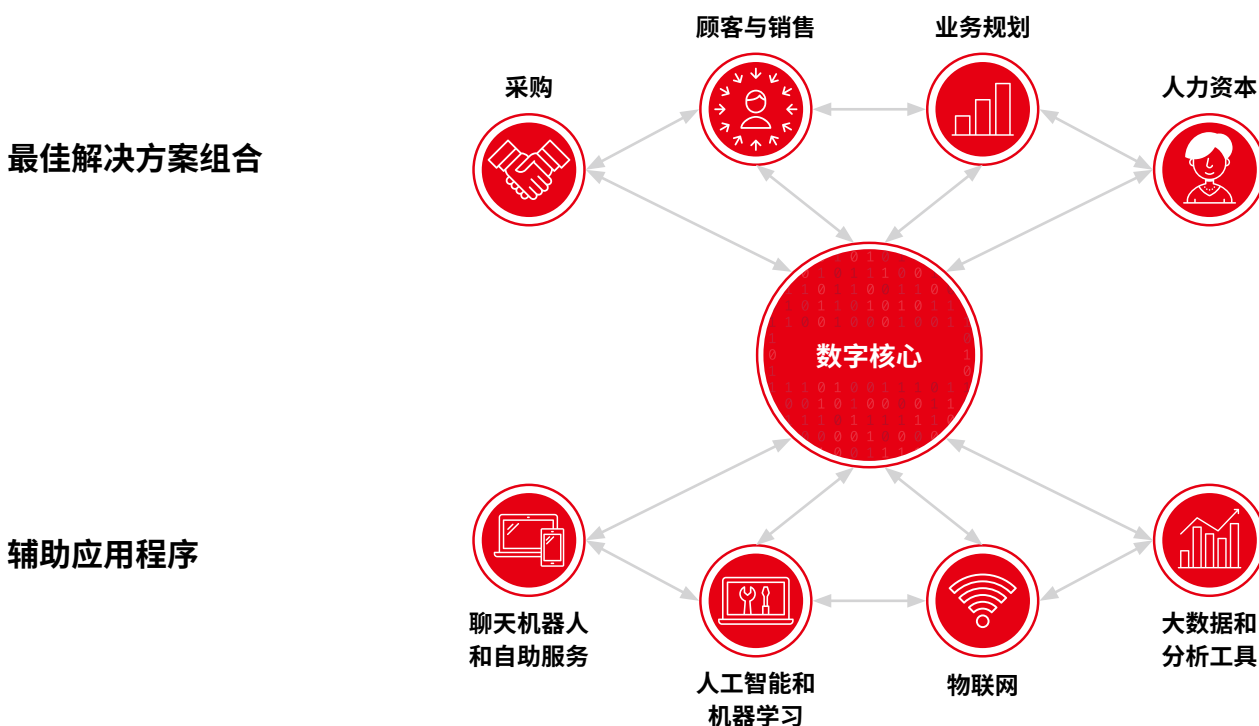 顾客与销售
业务规划
采购
人力资本
最佳解决方案组合
数字核心
辅助应用程序
聊天机器人
和自助服务
人工智能和
机器学习
物联网
大数据和
分析工具